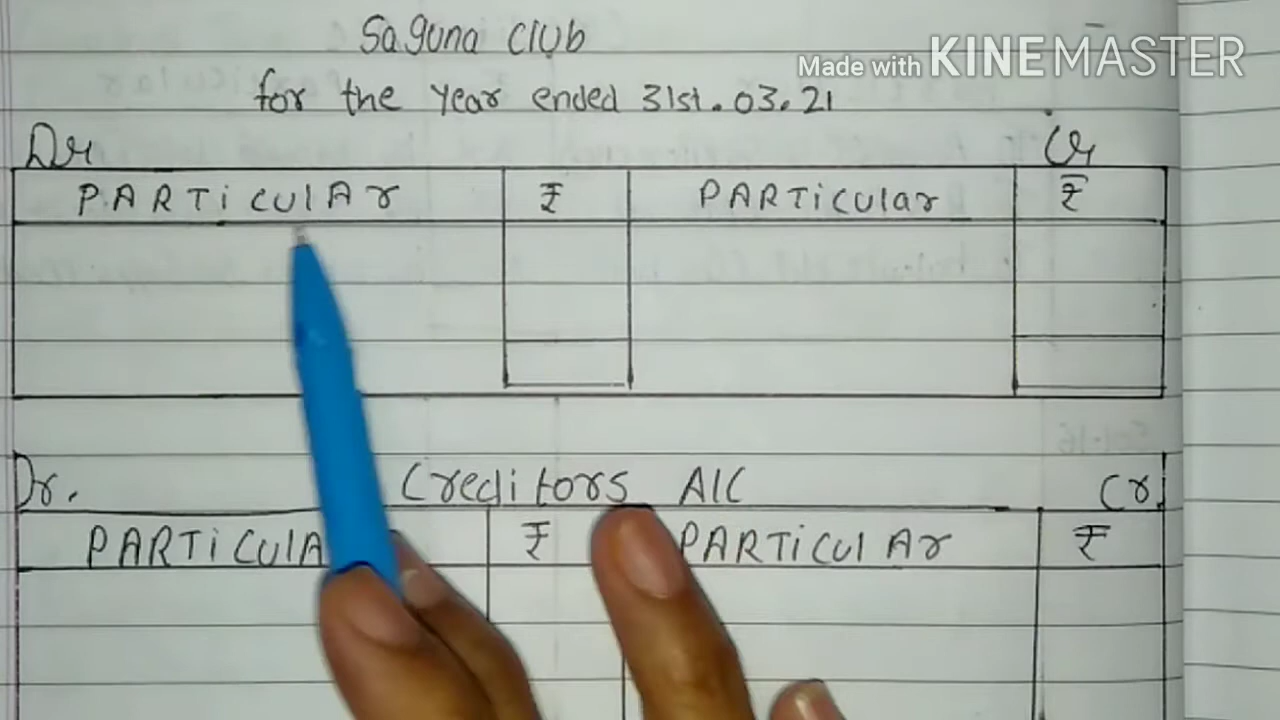 Saguna Club
Made with KINEMASTER
for the year ended 31st.03.21
Dr Cr
PARTiCulAr ₹ PARTiCular ₹
Dr. Creditors A/C Cr.
PARTiCulA ₹ PARTiCulAr ₹